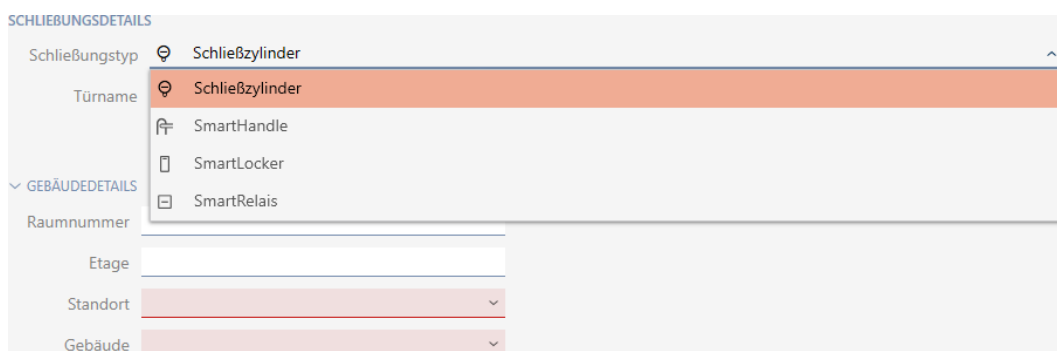 SCHLIEẞUNGSDETAILS
Schließungstyp Schließzylinder
Türname Schließzylinder
SmartHandle
SmartLocker
GEBÄUDEDETAILS
SmartRelais
Raumnummer
Etage
Standort
Gebäude